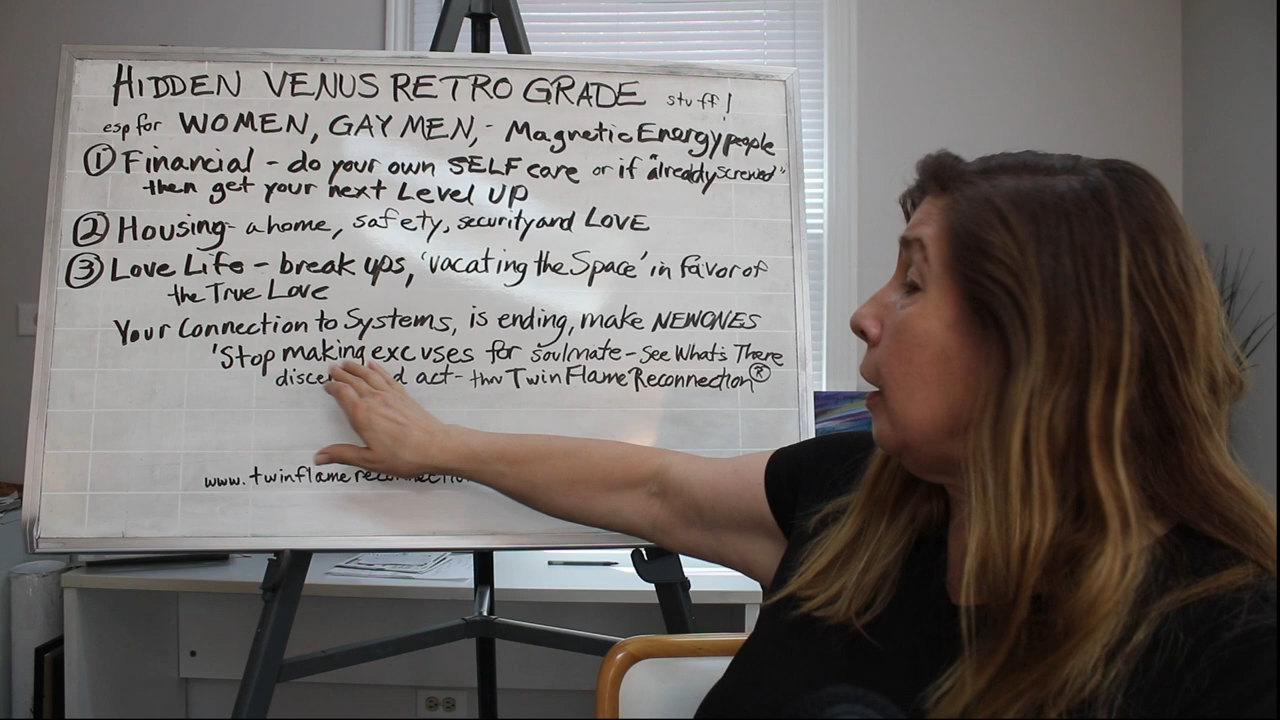 HIDDEN VENUS RETROGRADE stuff!
esp for WOMEN, GAY MEN, - Magnetic Energy people
① Financial - do your own SELF care or if "already screwed"
then get your next Level UP
② Housing - a home, safety, security and LOVE
③ Love Life - break ups, 'vacating the Space' in favor of
the True Love
Your Connection to Systems, is ending, make NEW ONES
'Stop making excuses for soulmate - See What's There
act - thru Twin Flame Reconnection®
www.twinflamereconnection